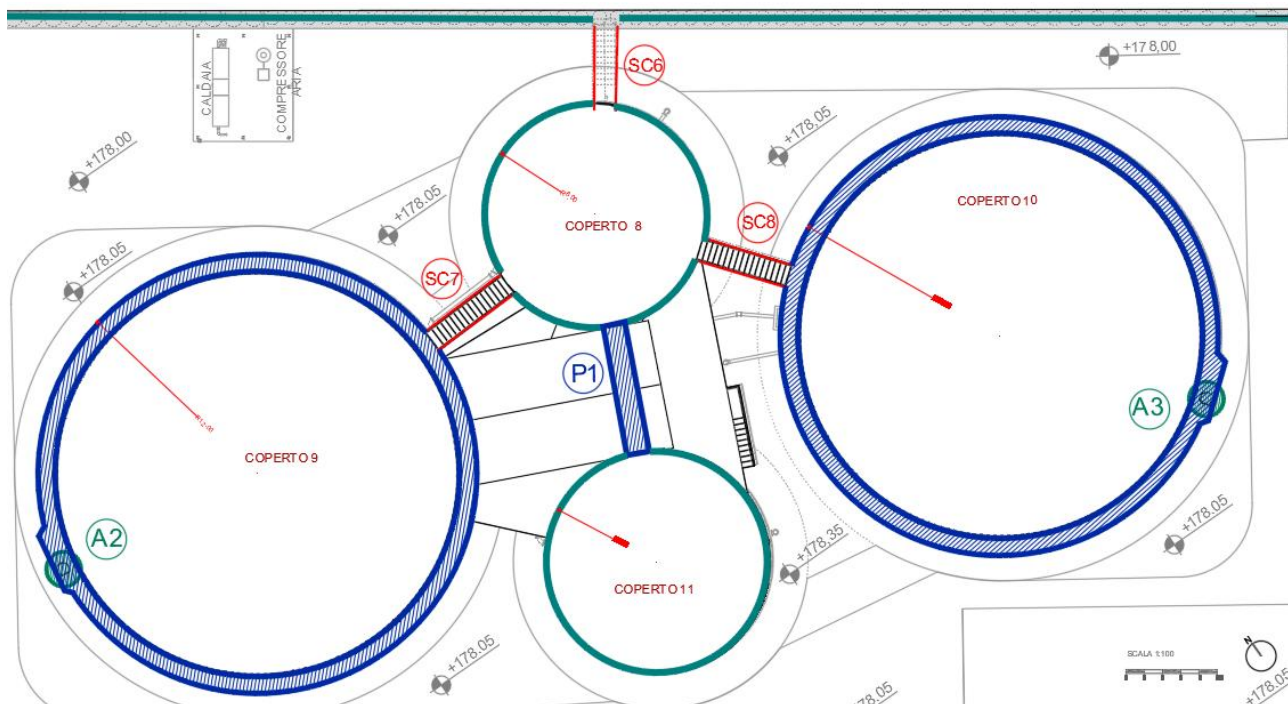 +178,00
SC6
CALDAIA
COMPRESSORE
ARIA
+178,00
+178,05
+178.05
COPERTO 10
COPERTO 8
SC8
SC7
+178.05
P1
A3
COPERTO 9
A2
+178.05
+178,35
COPERTO 11
+178.05
SCALA 1:100
N
+178.05
178.05